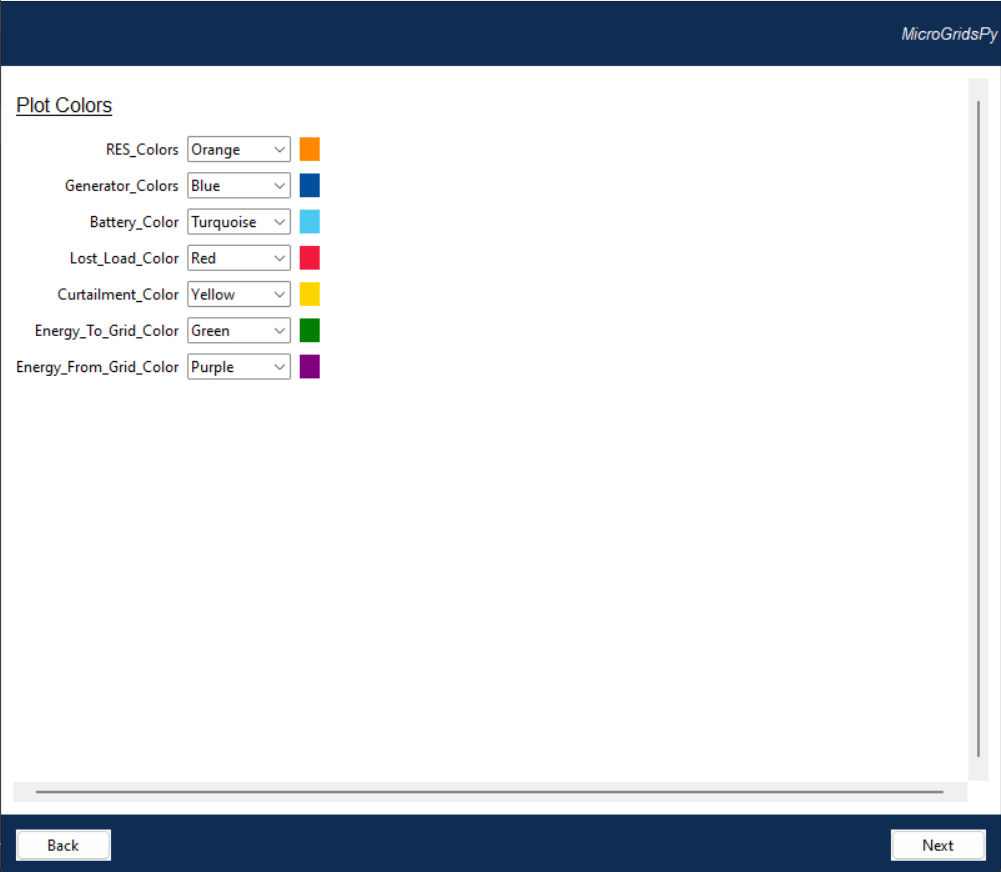 MicroGridsPy
Plot Colors
RES_Colors Orange
Generator_Colors Blue
Battery_Color Turquoise
Lost_Load_Color Red
Curtailment_Color Yellow
Energy_To_Grid_Color Green
Energy_From_Grid_Color Purple
Back Next